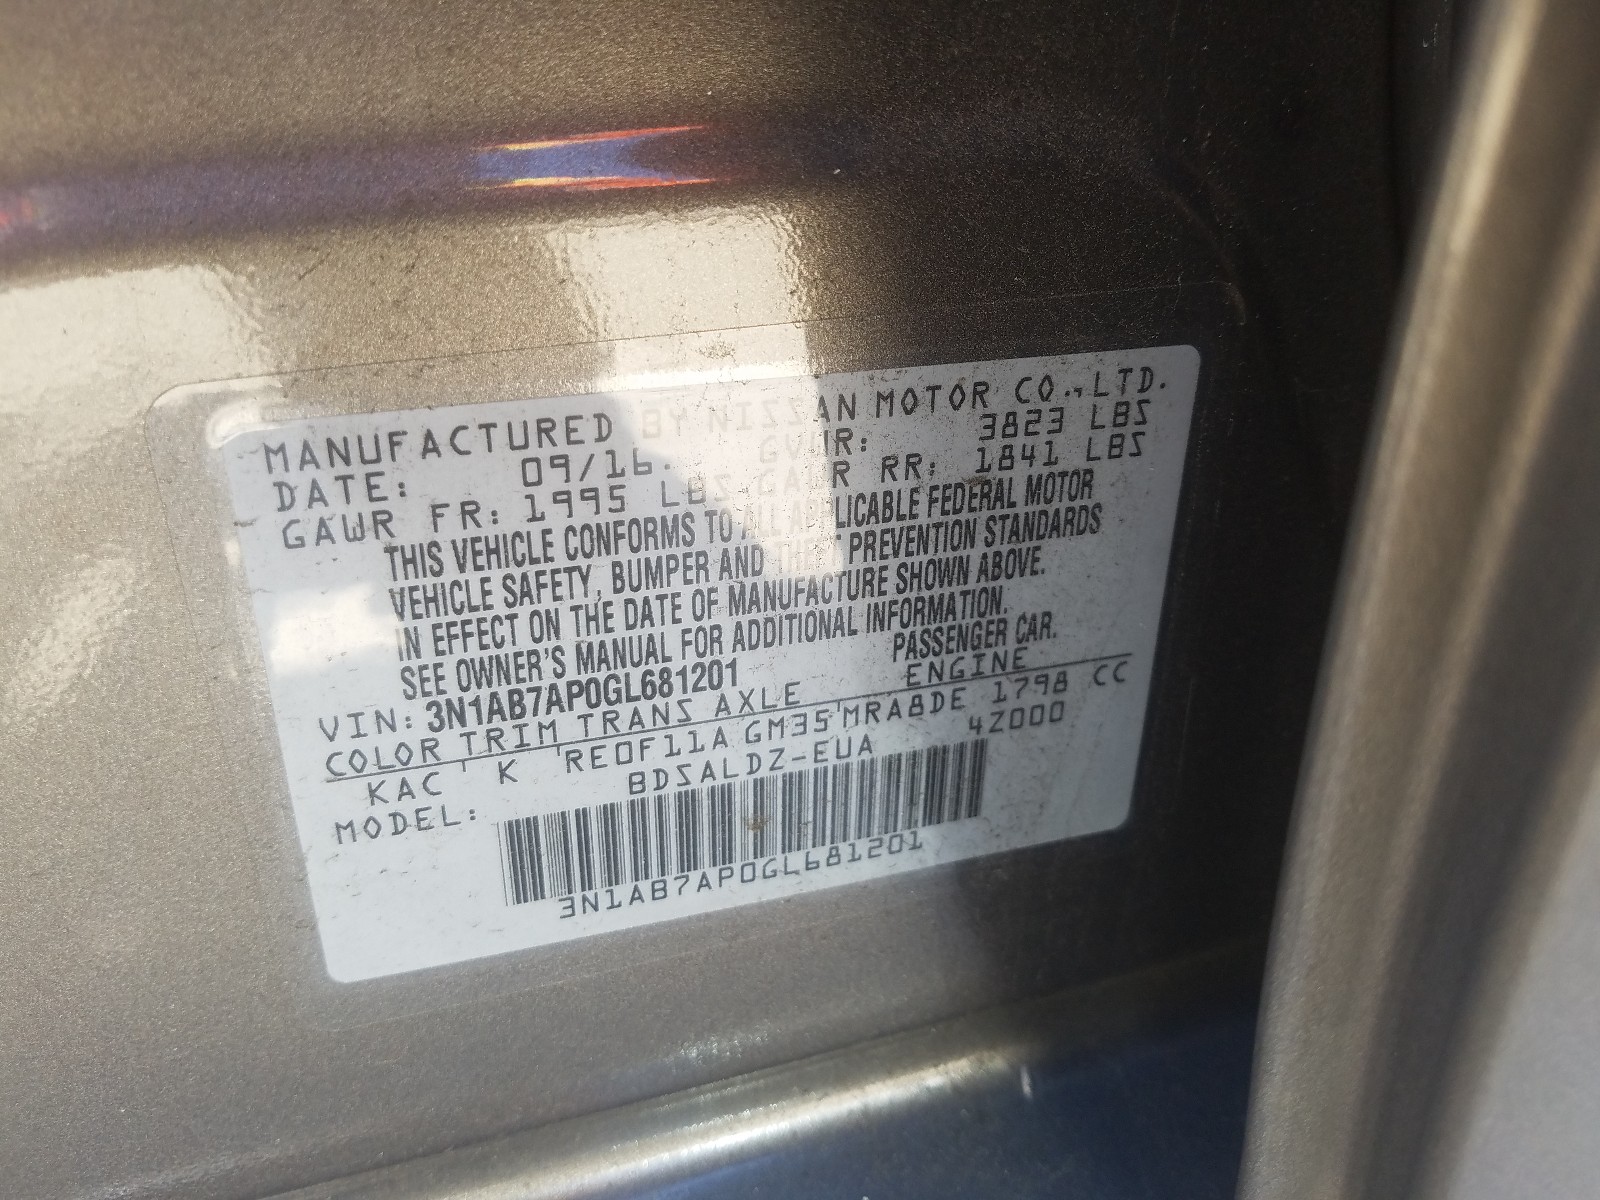 MANUFACTURED BY NISSAN MOTOR CO.,LTD.
DATE: 09/16. GVWR: 3823 LBS
GAWR FR: 1995 LBS GAWR RR: 1841 LBS
THIS VEHICLE CONFORMS TO ALL APPLICABLE FEDERAL MOTOR
VEHICLE SAFETY, BUMPER AND THEFT PREVENTION STANDARDS
IN EFFECT ON THE DATE OF MANUFACTURE SHOWN ABOVE.
SEE OWNER'S MANUAL FOR ADDITIONAL INFORMATION.
VIN: 3N1AB7AP0GL681201 PASSENGER CAR.
COLOR TRIM TRANS AXLE ENGINE
KAC K RE0F11A GM35 MRA8DE 1798 CC
MODEL: BDSALDZ-EUA 4Z000
3N1AB7AP0GL681201